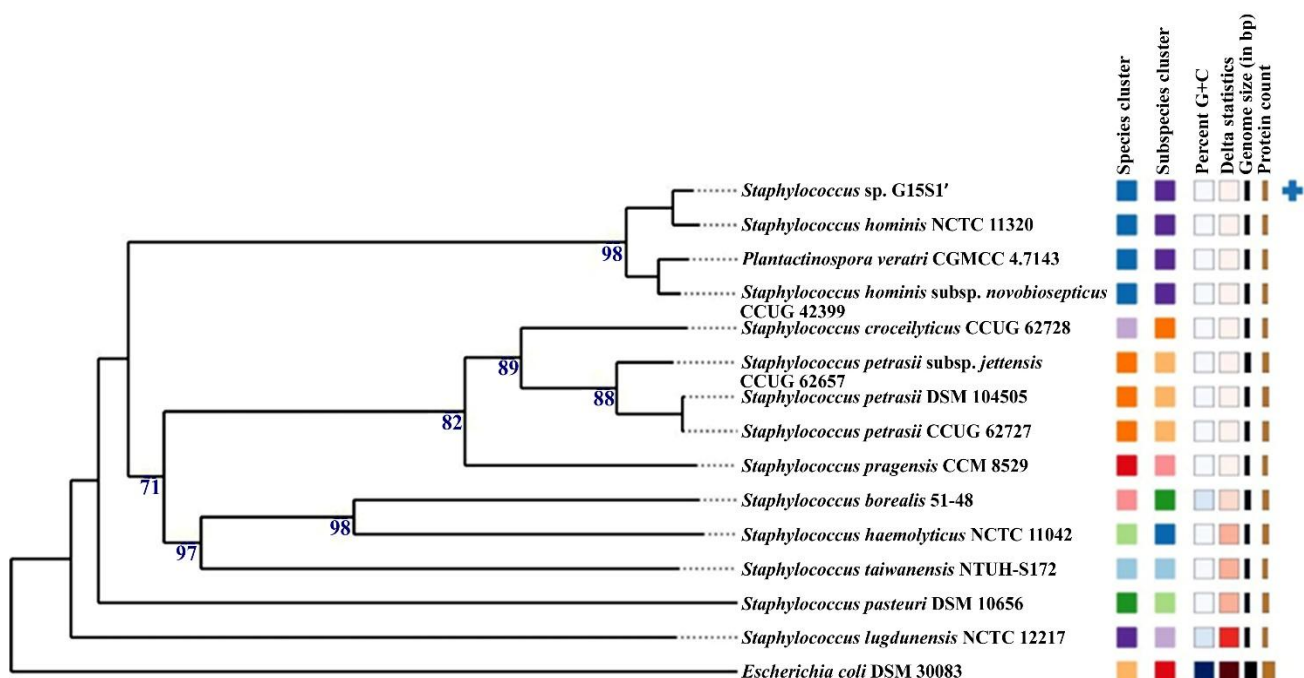 Species cluster
Subspecies cluster
Percent G+C
Delta statistics
Genome size (in bp)
Protein count
Staphylococcus sp. G15S1′
Staphylococcus hominis NCTC 11320
98
Plantactinospora veratri CGMCC 4.7143
Staphylococcus hominis subsp. novobiosepticus
CCUG 42399
Staphylococcus croceilyticus CCUG 62728
89
Staphylococcus petrasii subsp. jettensis
CCUG 62657
88
Staphylococcus petrasii DSM 104505
82
Staphylococcus petrasii CCUG 62727
Staphylococcus pragensis CCM 8529
71
Staphylococcus borealis 51-48
98
Staphylococcus haemolyticus NCTC 11042
97
Staphylococcus taiwanensis NTUH-S172
Staphylococcus pasteuri DSM 10656
Staphylococcus lugdunensis NCTC 12217
Escherichia coli DSM 30083